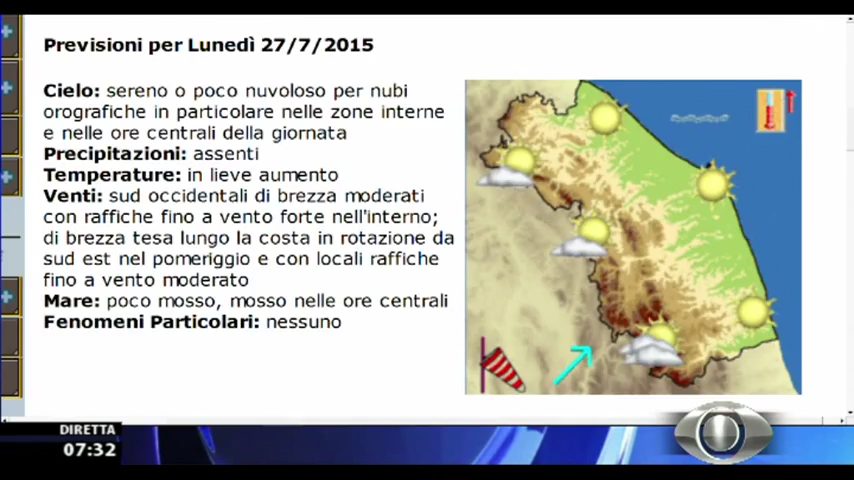 Previsioni per Lunedì 27/7/2015
Cielo: sereno o poco nuvoloso per nubi
orografiche in particolare nelle zone interne
e nelle ore centrali della giornata
Precipitazioni: assenti
Temperature: in lieve aumento
Venti: sud occidentali di brezza moderati
con raffiche fino a vento forte nell'interno;
di brezza tesa lungo la costa in rotazione da
sud est nel pomeriggio e con locali raffiche
fino a vento moderato
Mare: poco mosso, mosso nelle ore centrali
Fenomeni Particolari: nessuno
DIRETTA
07:32